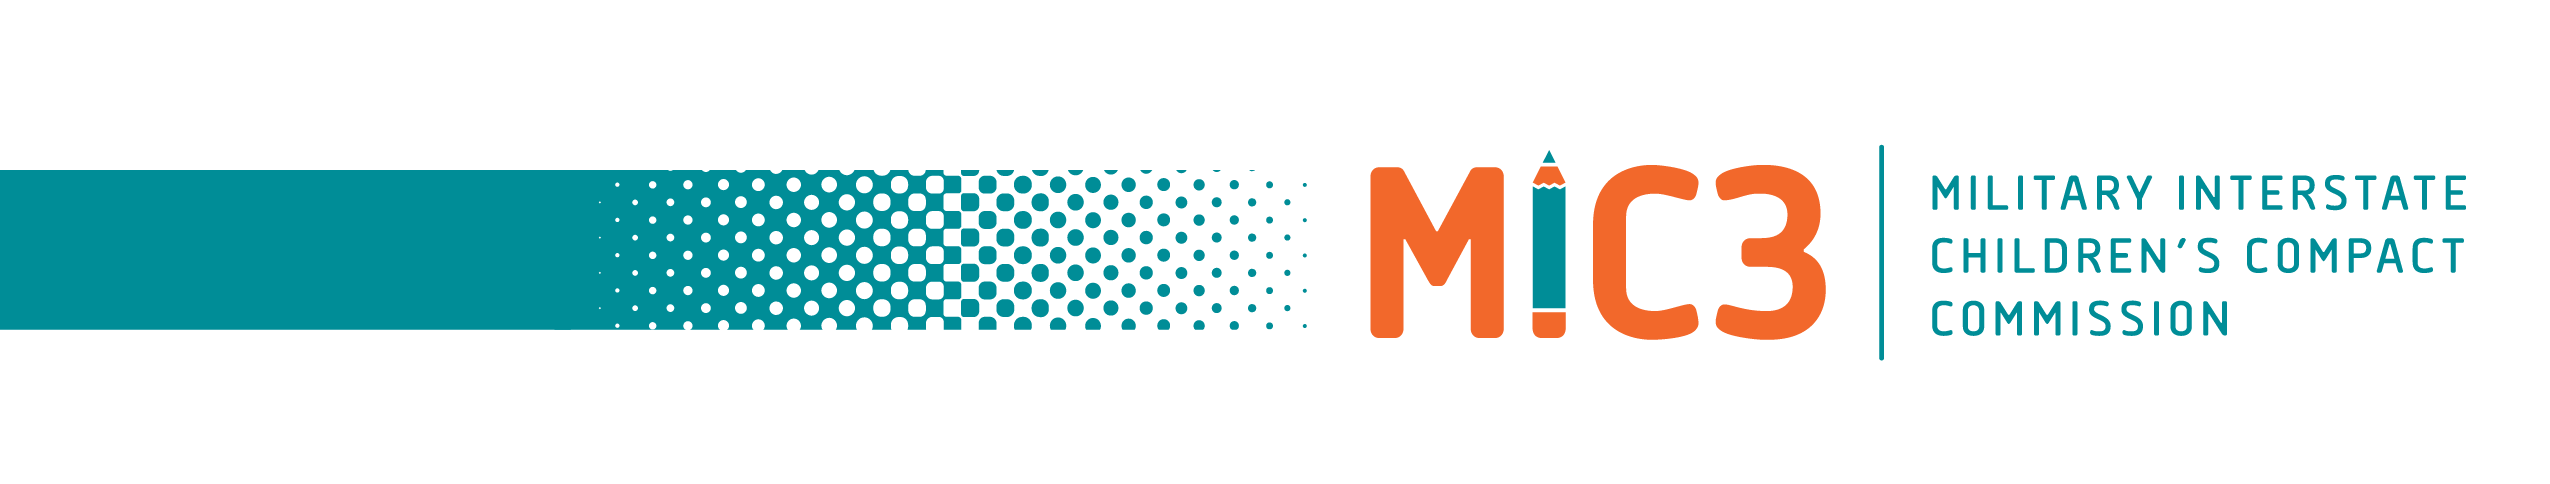 MiC3
MILITARY INTERSTATE
CHILDREN'S COMPACT
COMMISSION